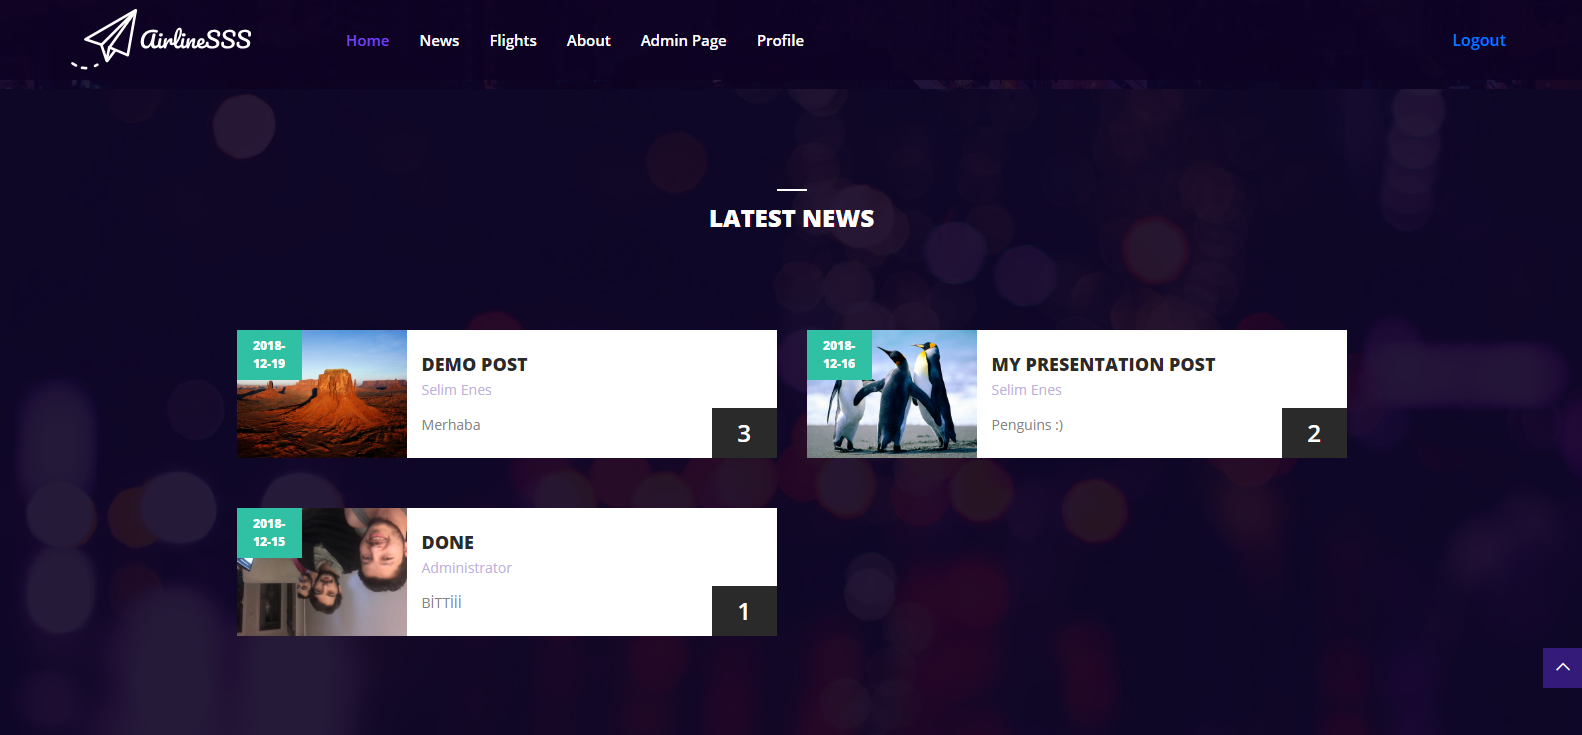 AirlineSSS
Home News Flights About Admin Page Profile Logout
LATEST NEWS
2018-
12-19
DEMO POST
Selim Enes
Merhaba
3
2018-
12-16
MY PRESENTATION POST
Selim Enes
Penguins :)
2
2018-
12-15
DONE
Administrator
BİTTİİİ
1